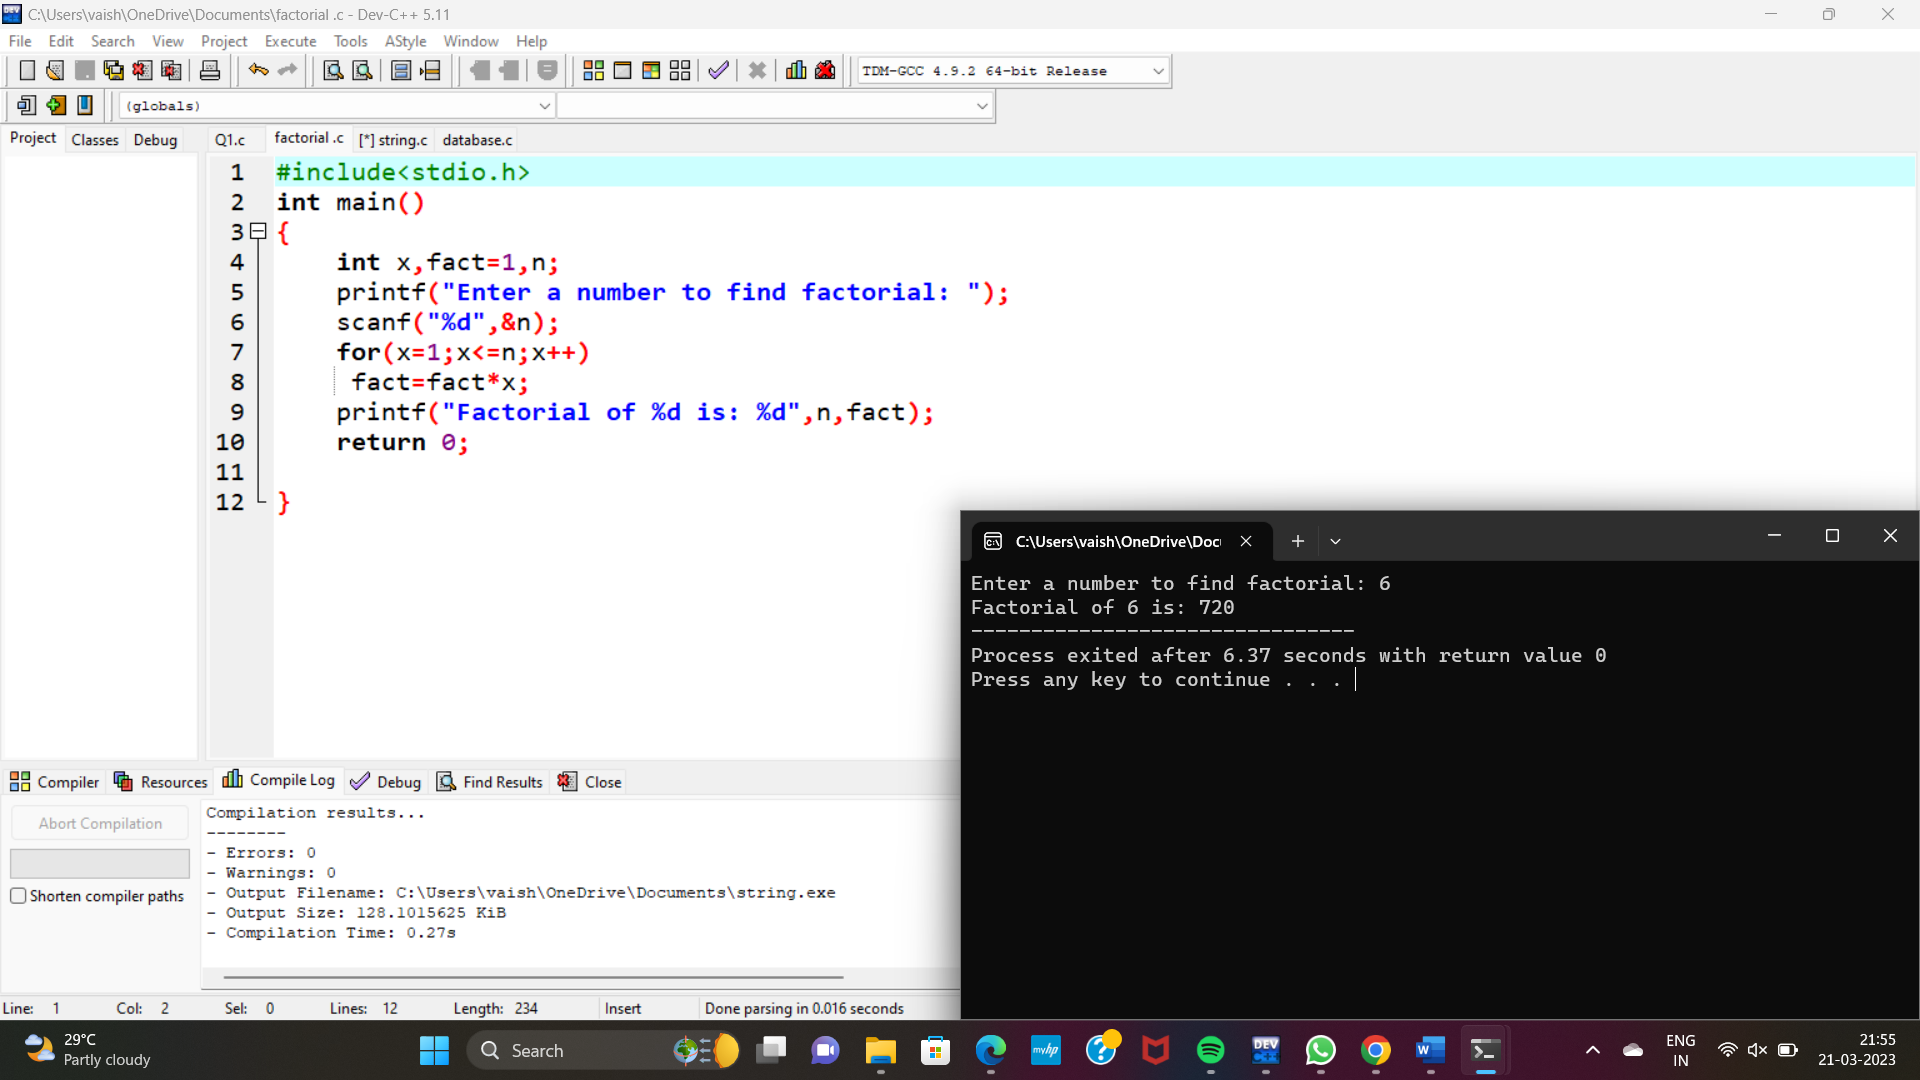 C:\Users\vaish\OneDrive\Documents\factorial .c - Dev-C++ 5.11
File Edit Search View Project Execute Tools AStyle Window Help
TDM-GCC 4.9.2 64-bit Release
(globals)
Project Classes Debug Q1.c factorial .c [*] string.c database.c
1 #include<stdio.h>
2 int main()
3 {
4 int x,fact=1,n;
5 printf("Enter a number to find factorial: ");
6 scanf("%d",&n);
7 for(x=1;x<=n;x++)
8 fact=fact*x;
9 printf("Factorial of %d is: %d",n,fact);
10 return 0;
11
12 }
C:\Users\vaish\OneDrive\Doc
Enter a number to find factorial: 6
Factorial of 6 is: 720
--------------------------------
Process exited after 6.37 seconds with return value 0
Press any key to continue . . .
Compiler Resources Compile Log Debug Find Results Close
Abort Compilation
Shorten compiler paths
Compilation results...
--------
- Errors: 0
- Warnings: 0
- Output Filename: C:\Users\vaish\OneDrive\Documents\string.exe
- Output Size: 128.1015625 KiB
- Compilation Time: 0.27s
Line: 1 Col: 2 Sel: 0 Lines: 12 Length: 234 Insert Done parsing in 0.016 seconds
29°C
Partly cloudy
Search
myhp
DEV
C++
W
ENG
IN
21:55
21-03-2023